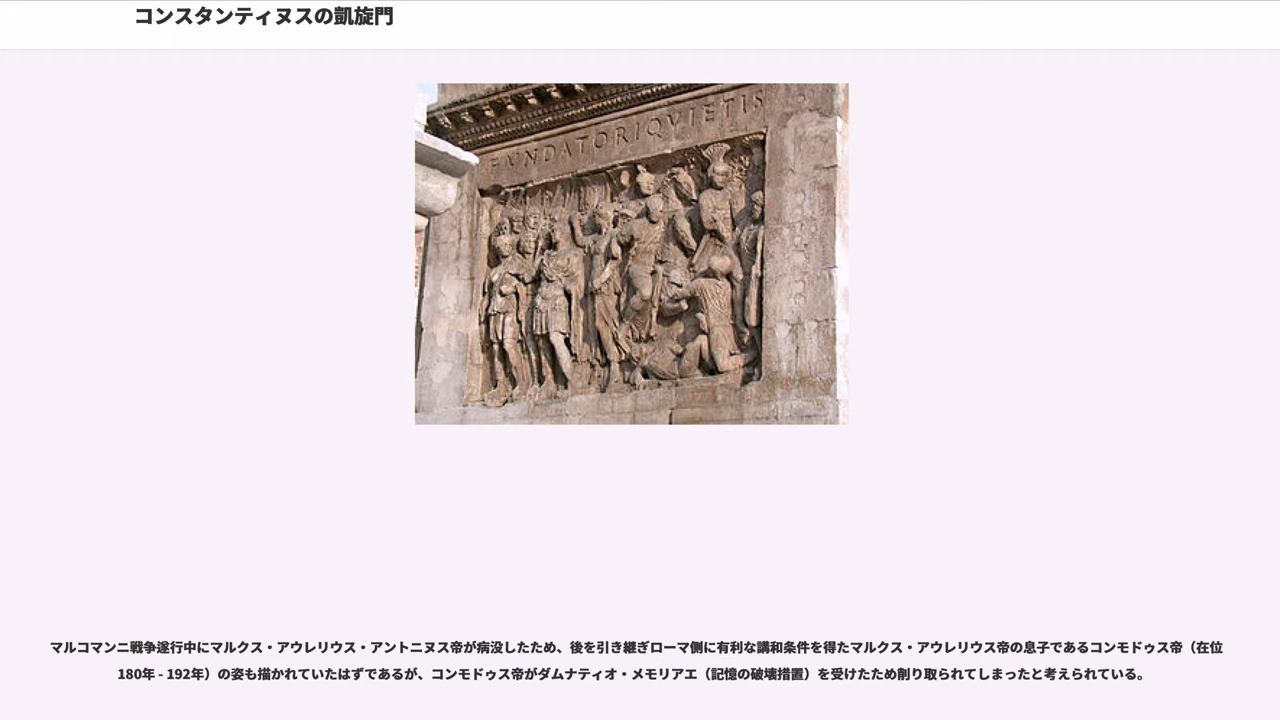 コンスタンティヌスの凱旋門
FVNDATORIQVIETIS
マルコマンニ戦争遂行中にマルクス・アウレリウス・アントニヌス帝が病没したため、後を引き継ぎローマ側に有利な講和条件を得たマルクス・アウレリウス帝の息子であるコンモドゥス帝（在位
180年 - 192年）の姿も描かれていたはずであるが、コンモドゥス帝がダムナティオ・メモリアエ（記憶の破壊措置）を受けたため削り取られてしまったと考えられている。